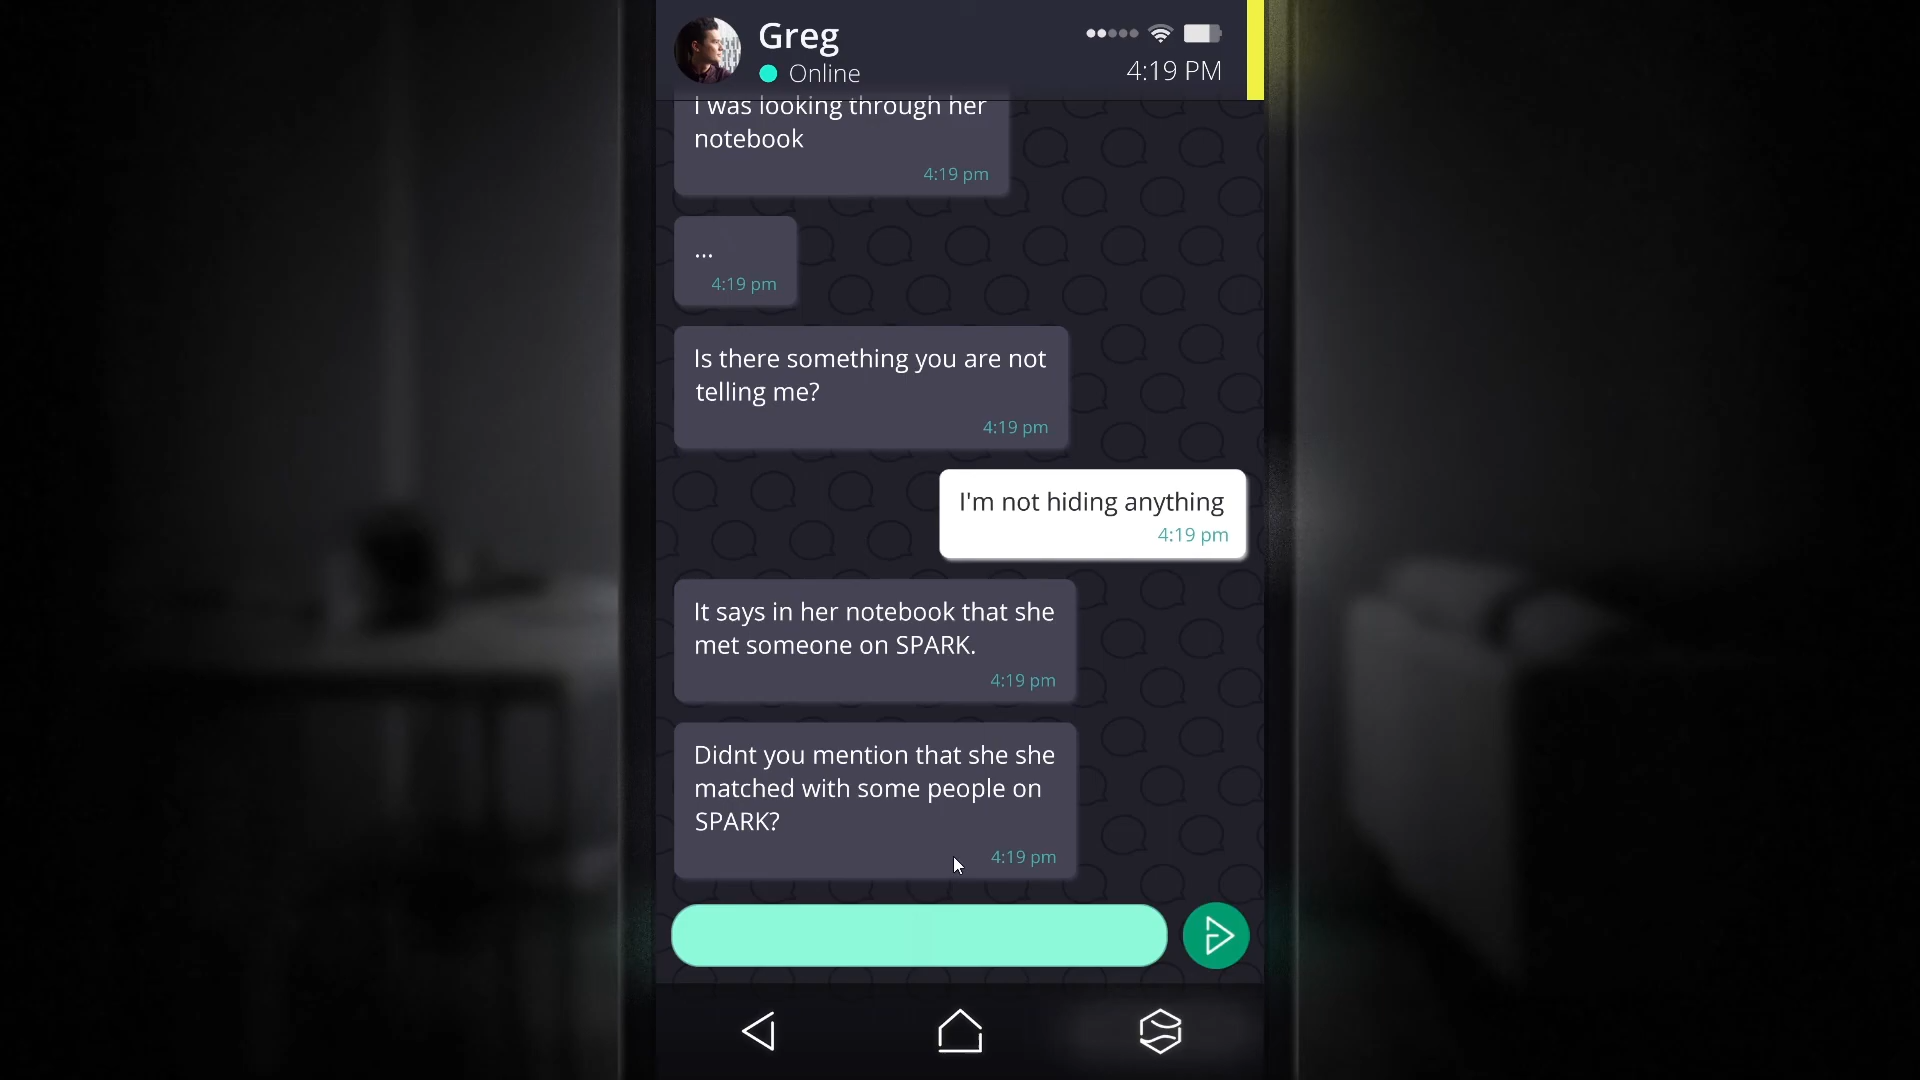 Greg
Online
4:19 PM
I was looking through her
notebook
4:19 pm
...
4:19 pm
Is there something you are not
telling me?
4:19 pm
I'm not hiding anything
4:19 pm
It says in her notebook that she
met someone on SPARK.
4:19 pm
Didnt you mention that she she
matched with some people on
SPARK?
4:19 pm